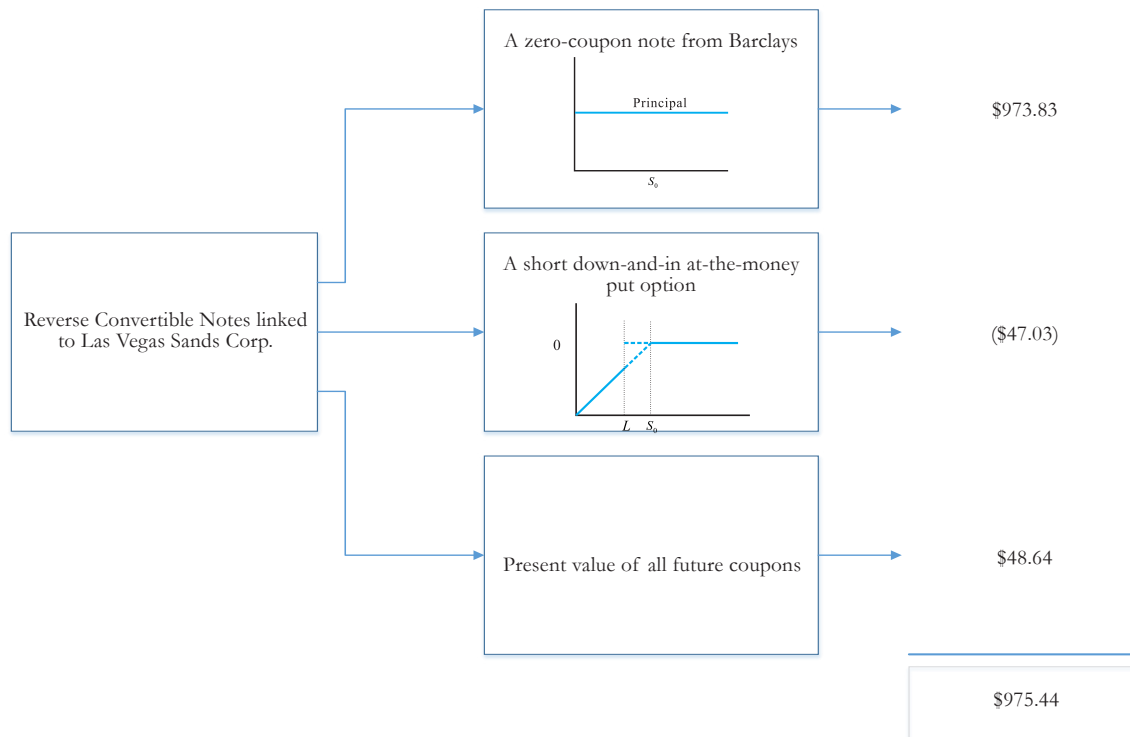 A zero-coupon note from Barclays
Principal
S₀
$973.83
Reverse Convertible Notes linked
to Las Vegas Sands Corp.
A short down-and-in at-the-money
put option
0
L S₀
($47.03)
Present value of all future coupons
$48.64
$975.44